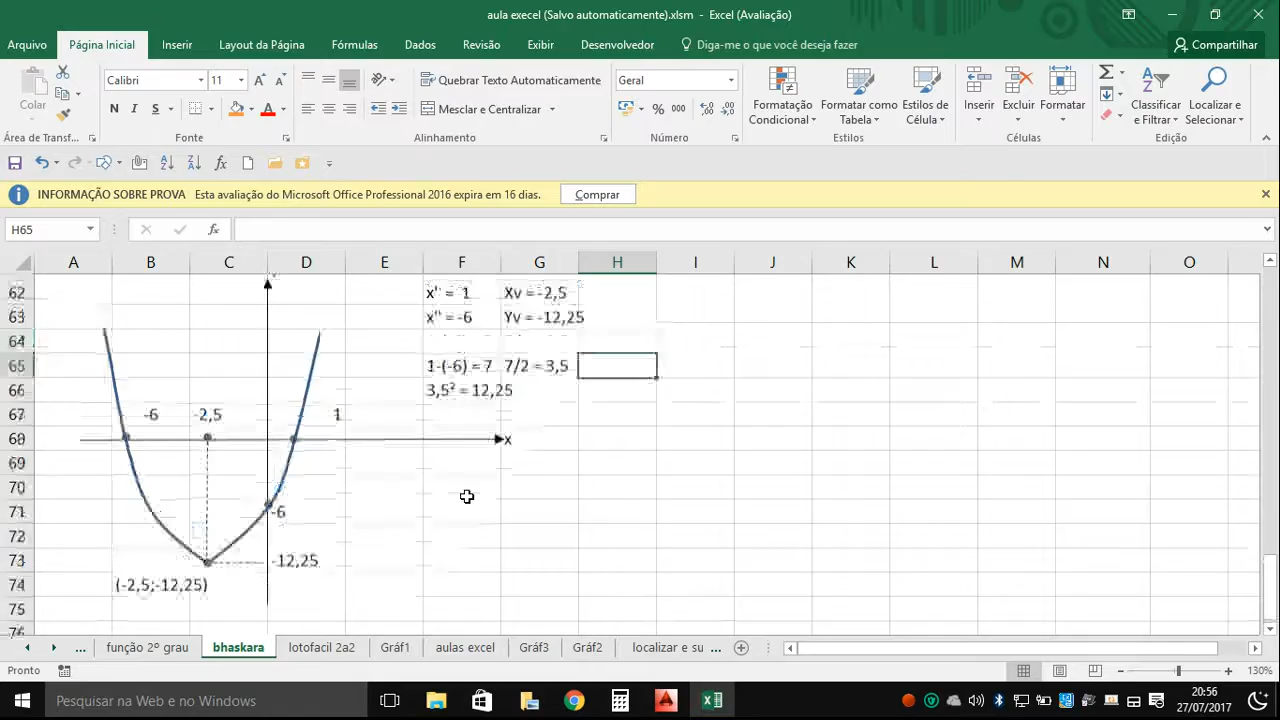 aula execel (Salvo automaticamente).xlsm - Excel (Avaliação)
Arquivo Página Inicial Inserir Layout da Página Fórmulas Dados Revisão Exibir Desenvolvedor Diga-me o que você deseja fazer Compartilhar
Colar Calibri 11 Quebrar Texto Automaticamente Geral
N I S Mesclar e Centralizar % 000
Formatação Condicional Formatar como Tabela Estilos de Célula Inserir Excluir Formatar Classificar e Filtrar Localizar e Selecionar
Área de Transf... Fonte Alinhamento Número Estilos Células Edição
INFORMAÇÃO SOBRE PROVA Esta avaliação do Microsoft Office Professional 2016 expira em 16 dias. Comprar
H65 fx
A B C D E F G H I J K L M N O
62 x' = 1 Xv = -2,5
63 x'' = -6 Yv = -12,25
64
65 1-(-6) = 7 7/2 = 3,5
66 3,5² = 12,25
67 -6 -2,5 1
68 x
69
70
71 -6
72
73 -12,25
74 (-2,5;-12,25)
75
76
... função 2º grau bhaskara lotofacil 2a2 Gráf1 aulas excel Gráf3 Gráf2 localizar e su ...
Pronto 130%
Pesquisar na Web e no Windows 20:56
27/07/2017